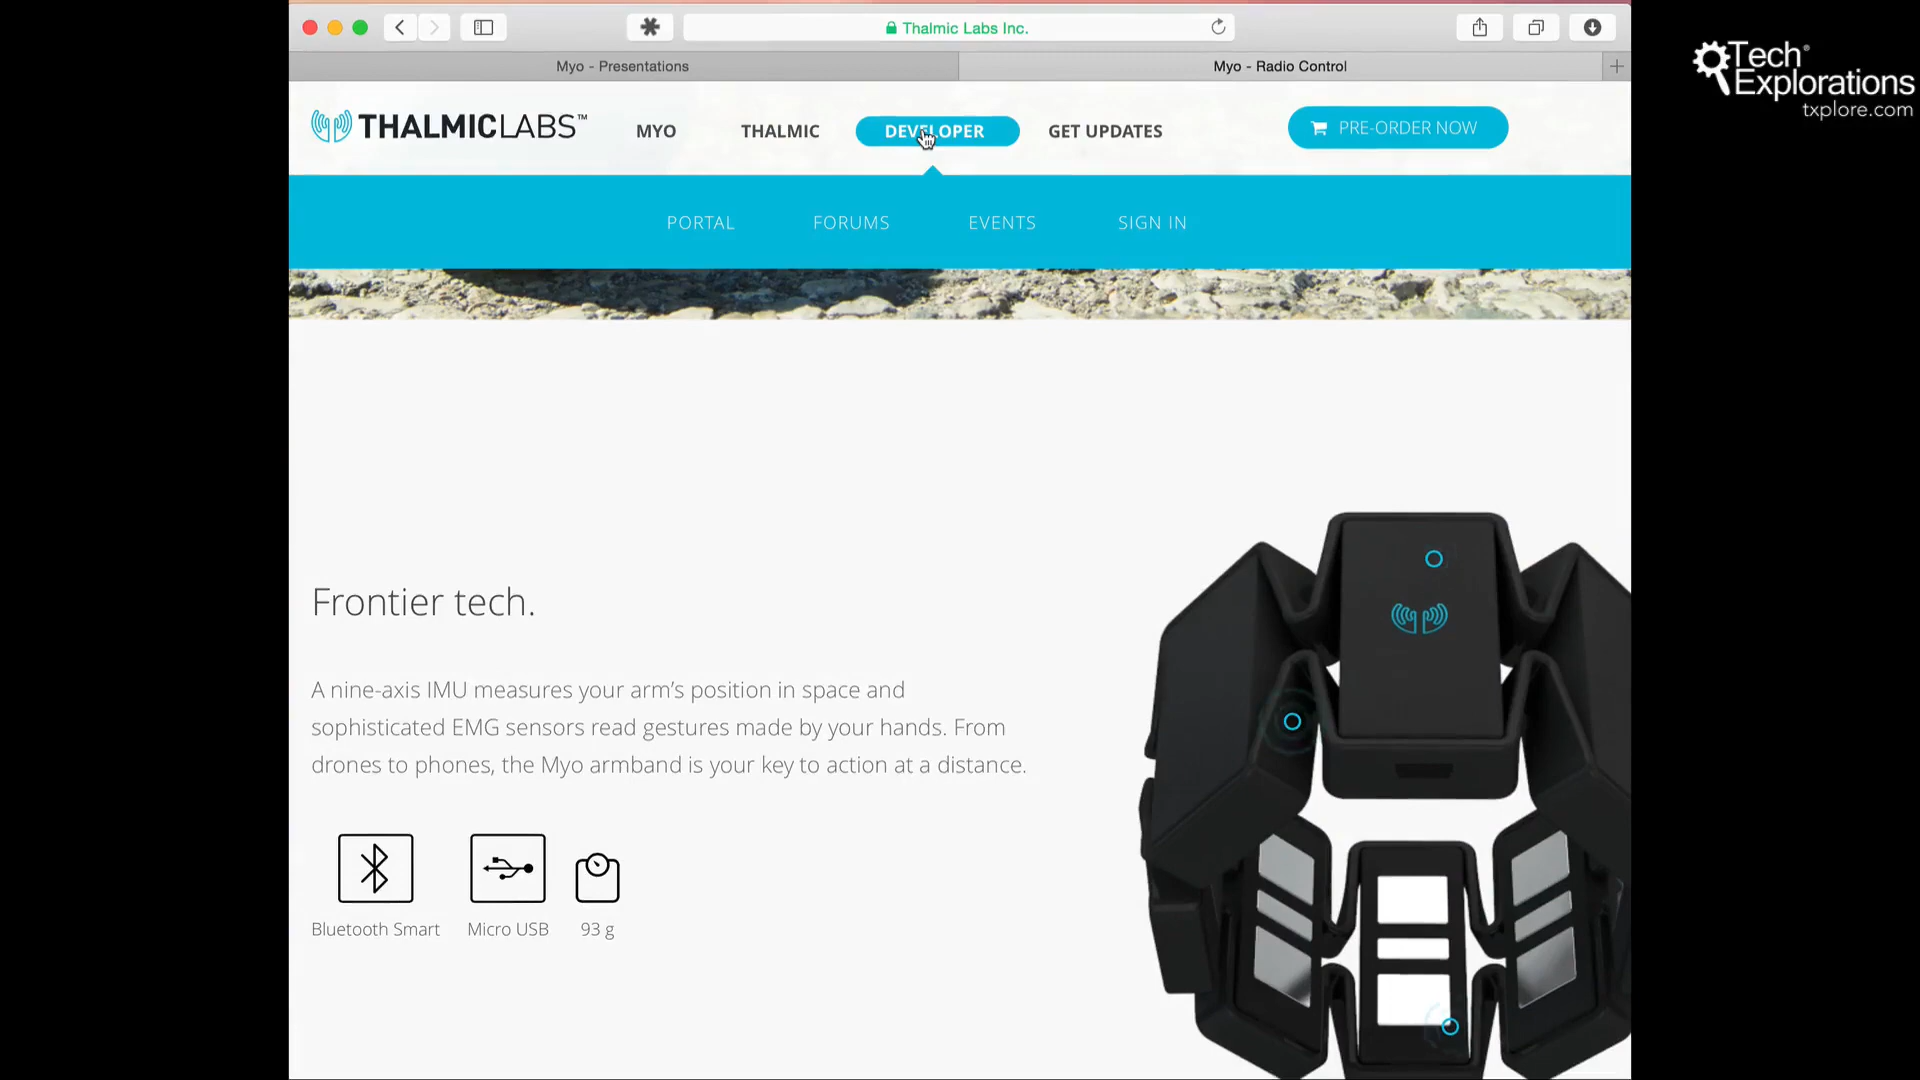 Thalmic Labs Inc.
Myo - Presentations
Myo - Radio Control
Tech
Explorations
txplore.com
THALMICLABS™
MYO
THALMIC
DEVELOPER
GET UPDATES
PRE-ORDER NOW
PORTAL
FORUMS
EVENTS
SIGN IN
Frontier tech.
A nine-axis IMU measures your arm's position in space and
sophisticated EMG sensors read gestures made by your hands. From
drones to phones, the Myo armband is your key to action at a distance.
Bluetooth Smart
Micro USB
93 g